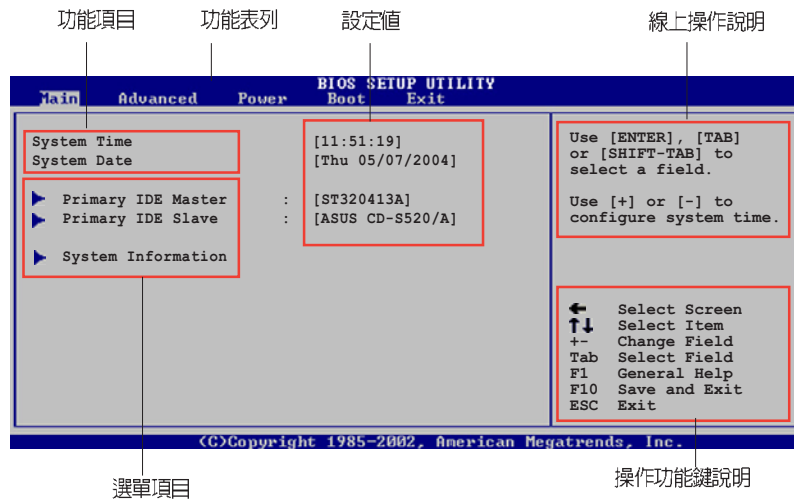 功能項目 功能表列 設定值 線上操作說明
BIOS SETUP UTILITY
Main Advanced Power Boot Exit
System Time [11:51:19]
System Date [Thu 05/07/2004]
Primary IDE Master : [ST320413A]
Primary IDE Slave : [ASUS CD-S520/A]
System Information
Use [ENTER], [TAB]
or [SHIFT-TAB] to
select a field.
Use [+] or [-] to
configure system time.
← Select Screen
↑↓ Select Item
+- Change Field
Tab Select Field
F1 General Help
F10 Save and Exit
ESC Exit
(C)Copyright 1985-2002, American Megatrends, Inc.
選單項目 操作功能鍵說明